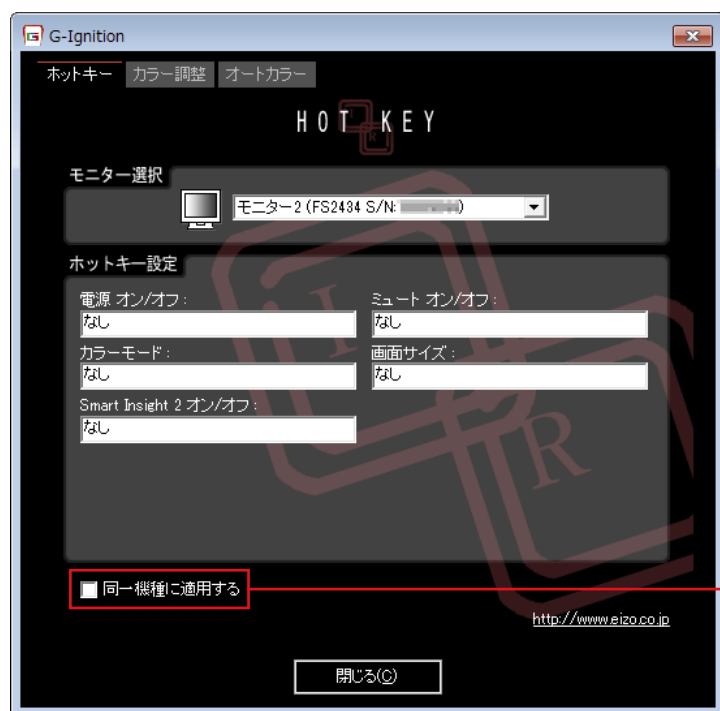 G-Ignition
ホットキー カラー調整 オートカラー
HOT KEY
モニター選択
モニター2 (FS2434 S/N: )
ホットキー設定
電源 オン/オフ : ミュート オン/オフ :
なし なし
カラーモード : 画面サイズ :
なし なし
Smart Insight 2 オン/オフ :
なし
同一機種に適用する
http://www.eizo.co.jp
閉じる(C)